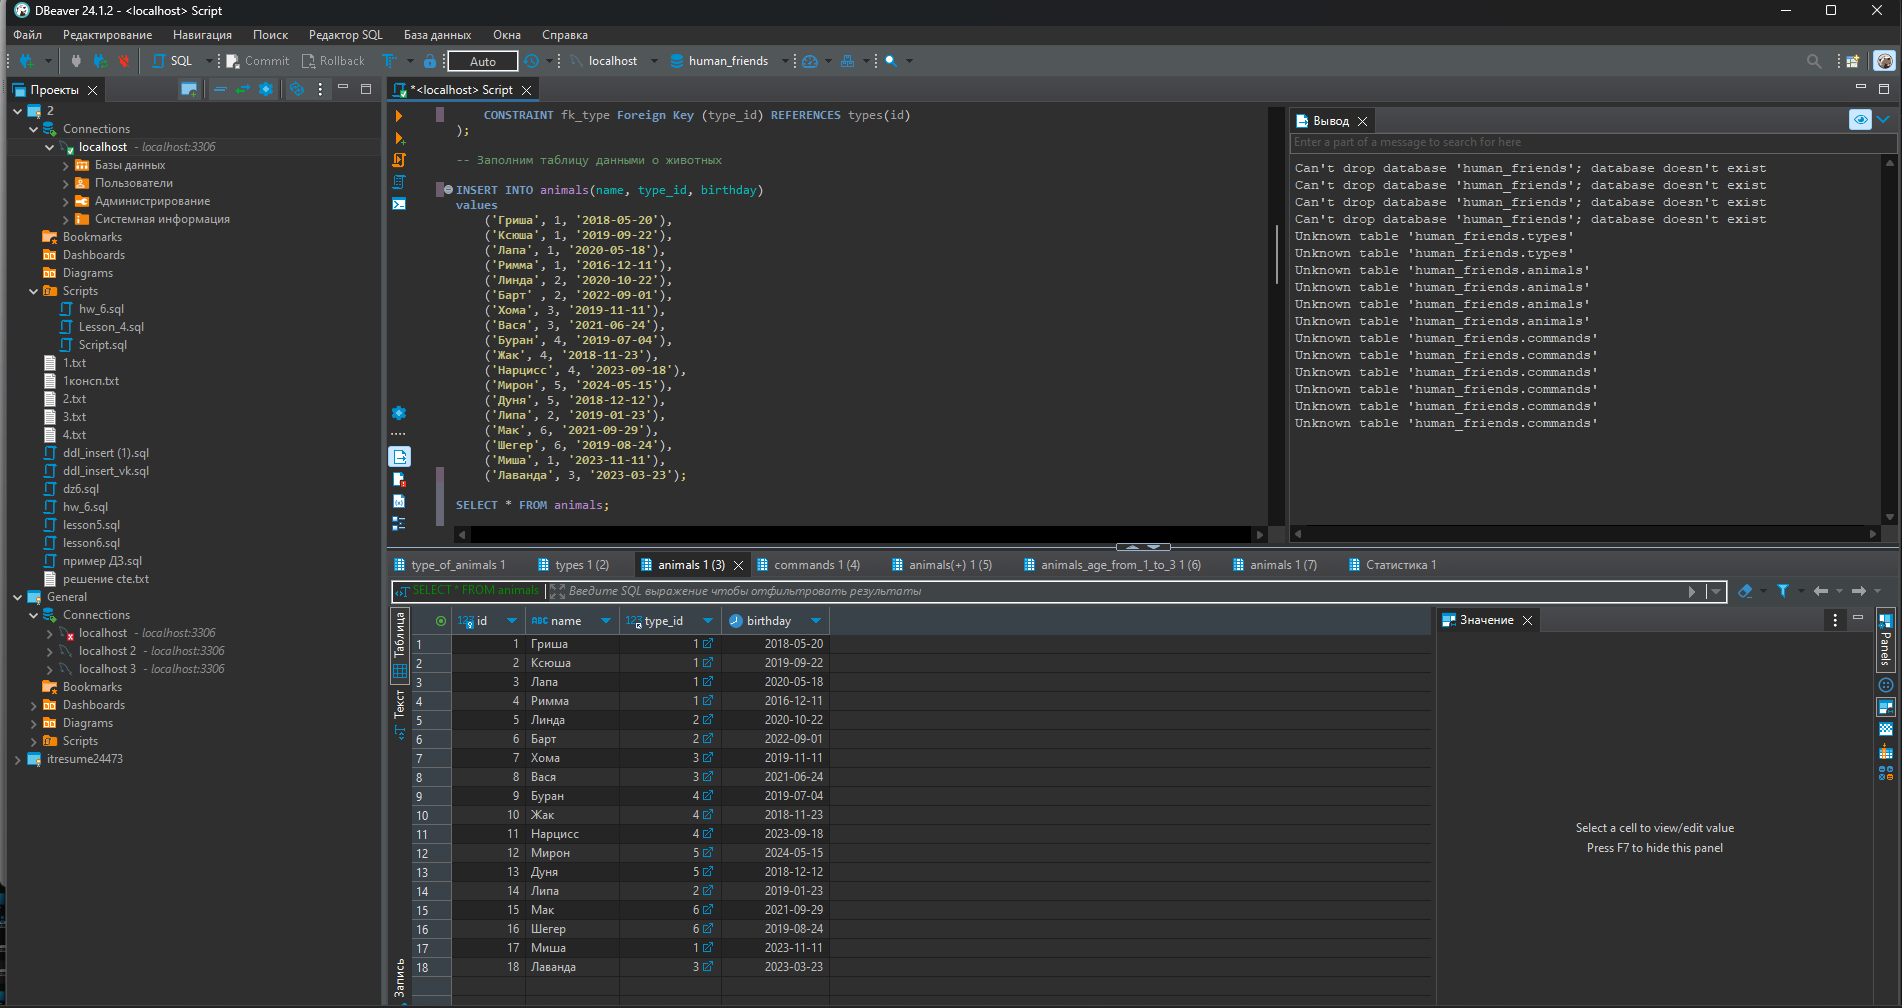 DBeaver 24.1.2 - <localhost> Script
Файл Редактирование Навигация Поиск Редактор SQL База данных Окна Справка
SQL Commit Rollback Auto localhost human_friends
Проекты
2
Connections
localhost - localhost:3306
Базы данных
Пользователи
Администрирование
Системная информация
Bookmarks
Dashboards
Diagrams
Scripts
hw_6.sql
Lesson_4.sql
Script.sql
1.txt
1консп.txt
2.txt
3.txt
4.txt
ddl_insert (1).sql
ddl_insert_vk.sql
dz6.sql
hw_6.sql
lesson5.sql
lesson6.sql
пример ДЗ.sql
решение cte.txt
General
Connections
localhost - localhost:3306
localhost 2 - localhost:3306
localhost 3 - localhost:3306
Bookmarks
Dashboards
Diagrams
Scripts
itresume24473
*<localhost> Script
CONSTRAINT fk_type Foreign Key (type_id) REFERENCES types(id)
);
-- Заполним таблицу данными о животных
INSERT INTO animals(name, type_id, birthday)
values
('Гриша', 1, '2018-05-20'),
('Ксюша', 1, '2019-09-22'),
('Лапа', 1, '2020-05-18'),
('Римма', 1, '2016-12-11'),
('Линда', 2, '2020-10-22'),
('Барт' , 2, '2022-09-01'),
('Хома', 3, '2019-11-11'),
('Вася', 3, '2021-06-24'),
('Буран', 4, '2019-07-04'),
('Жак', 4, '2018-11-23'),
('Нарцисс', 4, '2023-09-18'),
('Мирон', 5, '2024-05-15'),
('Дуня', 5, '2018-12-12'),
('Липа', 2, '2019-01-23'),
('Мак', 6, '2021-09-29'),
('Шегер', 6, '2019-08-24'),
('Миша', 1, '2023-11-11'),
('Лаванда', 3, '2023-03-23');
SELECT * FROM animals;
Вывод
Enter a part of a message to search for here
Can't drop database 'human_friends'; database doesn't exist
Can't drop database 'human_friends'; database doesn't exist
Can't drop database 'human_friends'; database doesn't exist
Can't drop database 'human_friends'; database doesn't exist
Unknown table 'human_friends.types'
Unknown table 'human_friends.types'
Unknown table 'human_friends.animals'
Unknown table 'human_friends.animals'
Unknown table 'human_friends.animals'
Unknown table 'human_friends.animals'
Unknown table 'human_friends.commands'
Unknown table 'human_friends.commands'
Unknown table 'human_friends.commands'
Unknown table 'human_friends.commands'
Unknown table 'human_friends.commands'
Unknown table 'human_friends.commands'
type_of_animals 1 types 1 (2) animals 1 (3) commands 1 (4) animals(+) 1 (5) animals_age_from_1_to_3 1 (6) animals 1 (7) Статистика 1
SELECT * FROM animals Введите SQL выражение чтобы отфильтровать результаты
Таблица
Текст
Запись
123 id ABC name 123 type_id birthday
1 1 Гриша 1 2018-05-20
2 2 Ксюша 1 2019-09-22
3 3 Лапа 1 2020-05-18
4 4 Римма 1 2016-12-11
5 5 Линда 2 2020-10-22
6 6 Барт 2 2022-09-01
7 7 Хома 3 2019-11-11
8 8 Вася 3 2021-06-24
9 9 Буран 4 2019-07-04
10 10 Жак 4 2018-11-23
11 11 Нарцисс 4 2023-09-18
12 12 Мирон 5 2024-05-15
13 13 Дуня 5 2018-12-12
14 14 Липа 2 2019-01-23
15 15 Мак 6 2021-09-29
16 16 Шегер 6 2019-08-24
17 17 Миша 1 2023-11-11
18 18 Лаванда 3 2023-03-23
Значение
Select a cell to view/edit value
Press F7 to hide this panel
Panels